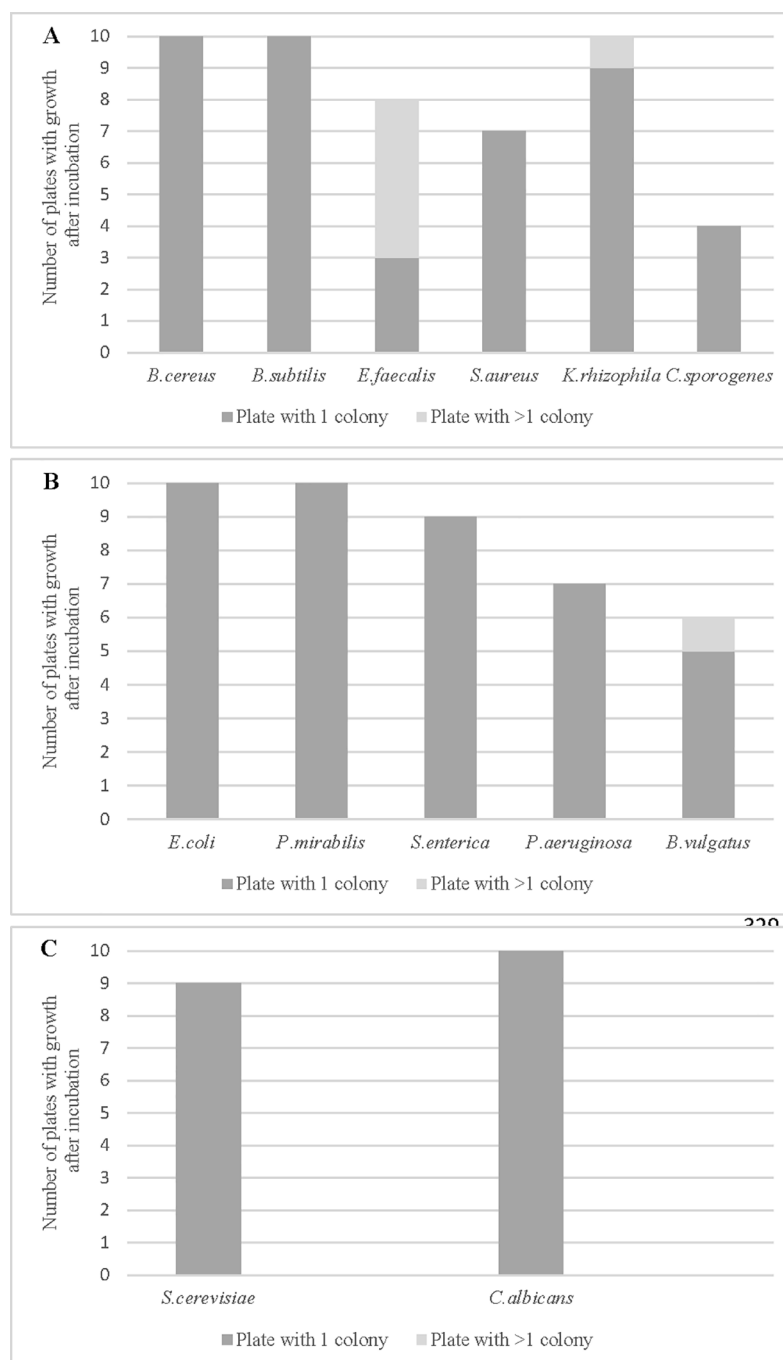 A
10
9
8
7
6
5
4
3
2
1
0
Number of plates with growth
after incubation
B.cereus B.subtilis E.faecalis S.aureus K.rhizophila C.sporogenes
Plate with 1 colony Plate with >1 colony
B
10
9
8
7
6
5
4
3
2
1
0
Number of plates with growth
after incubation
E.coli P.mirabilis S.enterica P.aeruginosa B.vulgatus
Plate with 1 colony Plate with >1 colony
329
C
10
9
8
7
6
5
4
3
2
1
0
Number of plates with growth
after incubation
S.cerevisiae C.albicans
Plate with 1 colony Plate with >1 colony